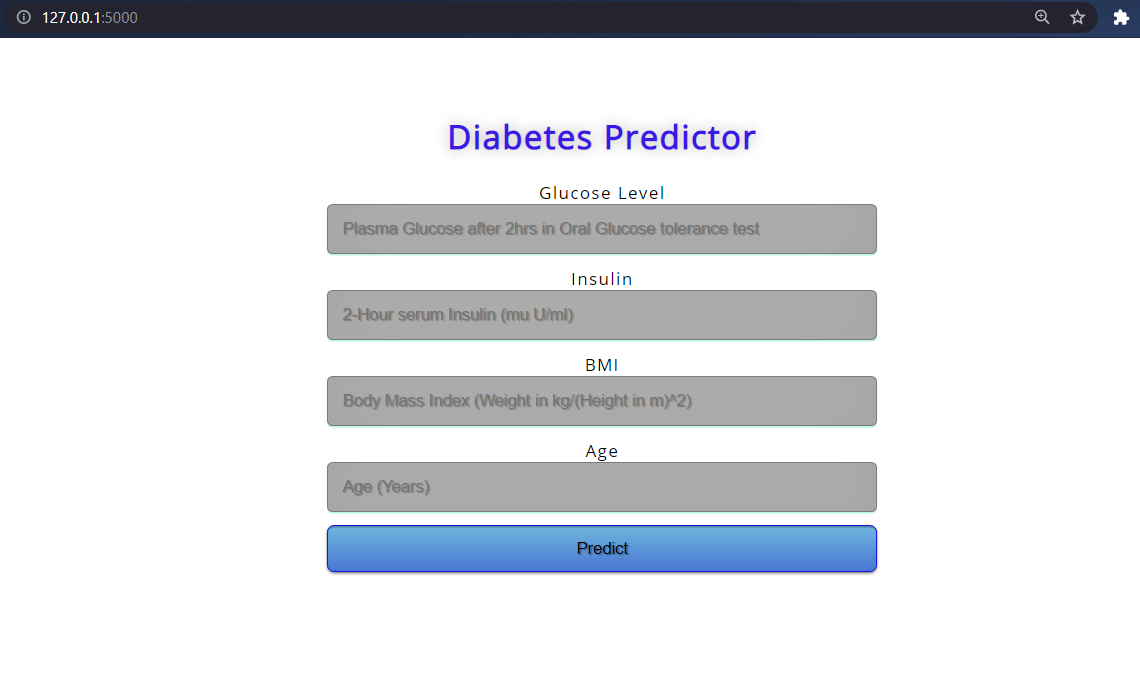 127.0.0.1:5000
Diabetes Predictor
Glucose Level
Plasma Glucose after 2hrs in Oral Glucose tolerance test
Insulin
2-Hour serum Insulin (mu U/ml)
BMI
Body Mass Index (Weight in kg/(Height in m)^2)
Age
Age (Years)
Predict